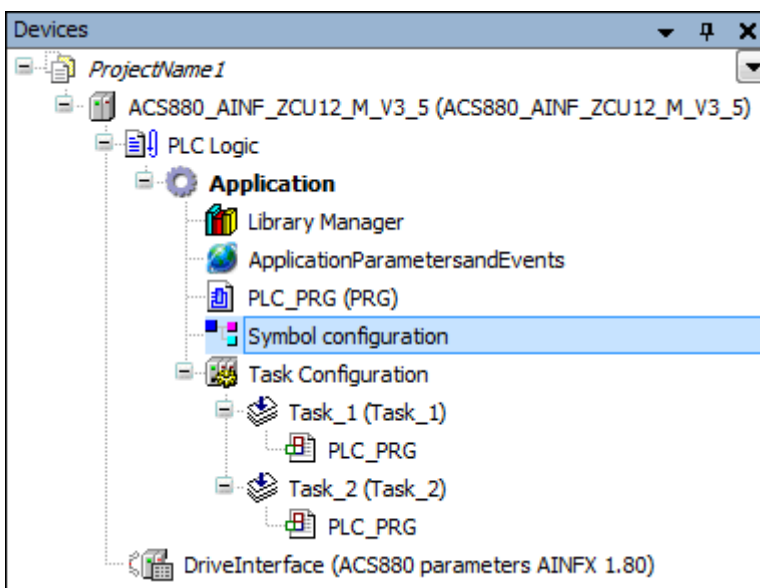 Devices
ProjectName1
ACS880_AINF_ZCU12_M_V3_5 (ACS880_AINF_ZCU12_M_V3_5)
PLC Logic
Application
Library Manager
ApplicationParametersandEvents
PLC_PRG (PRG)
Symbol configuration
Task Configuration
Task_1 (Task_1)
PLC_PRG
Task_2 (Task_2)
PLC_PRG
DriveInterface (ACS880 parameters AINFX 1.80)